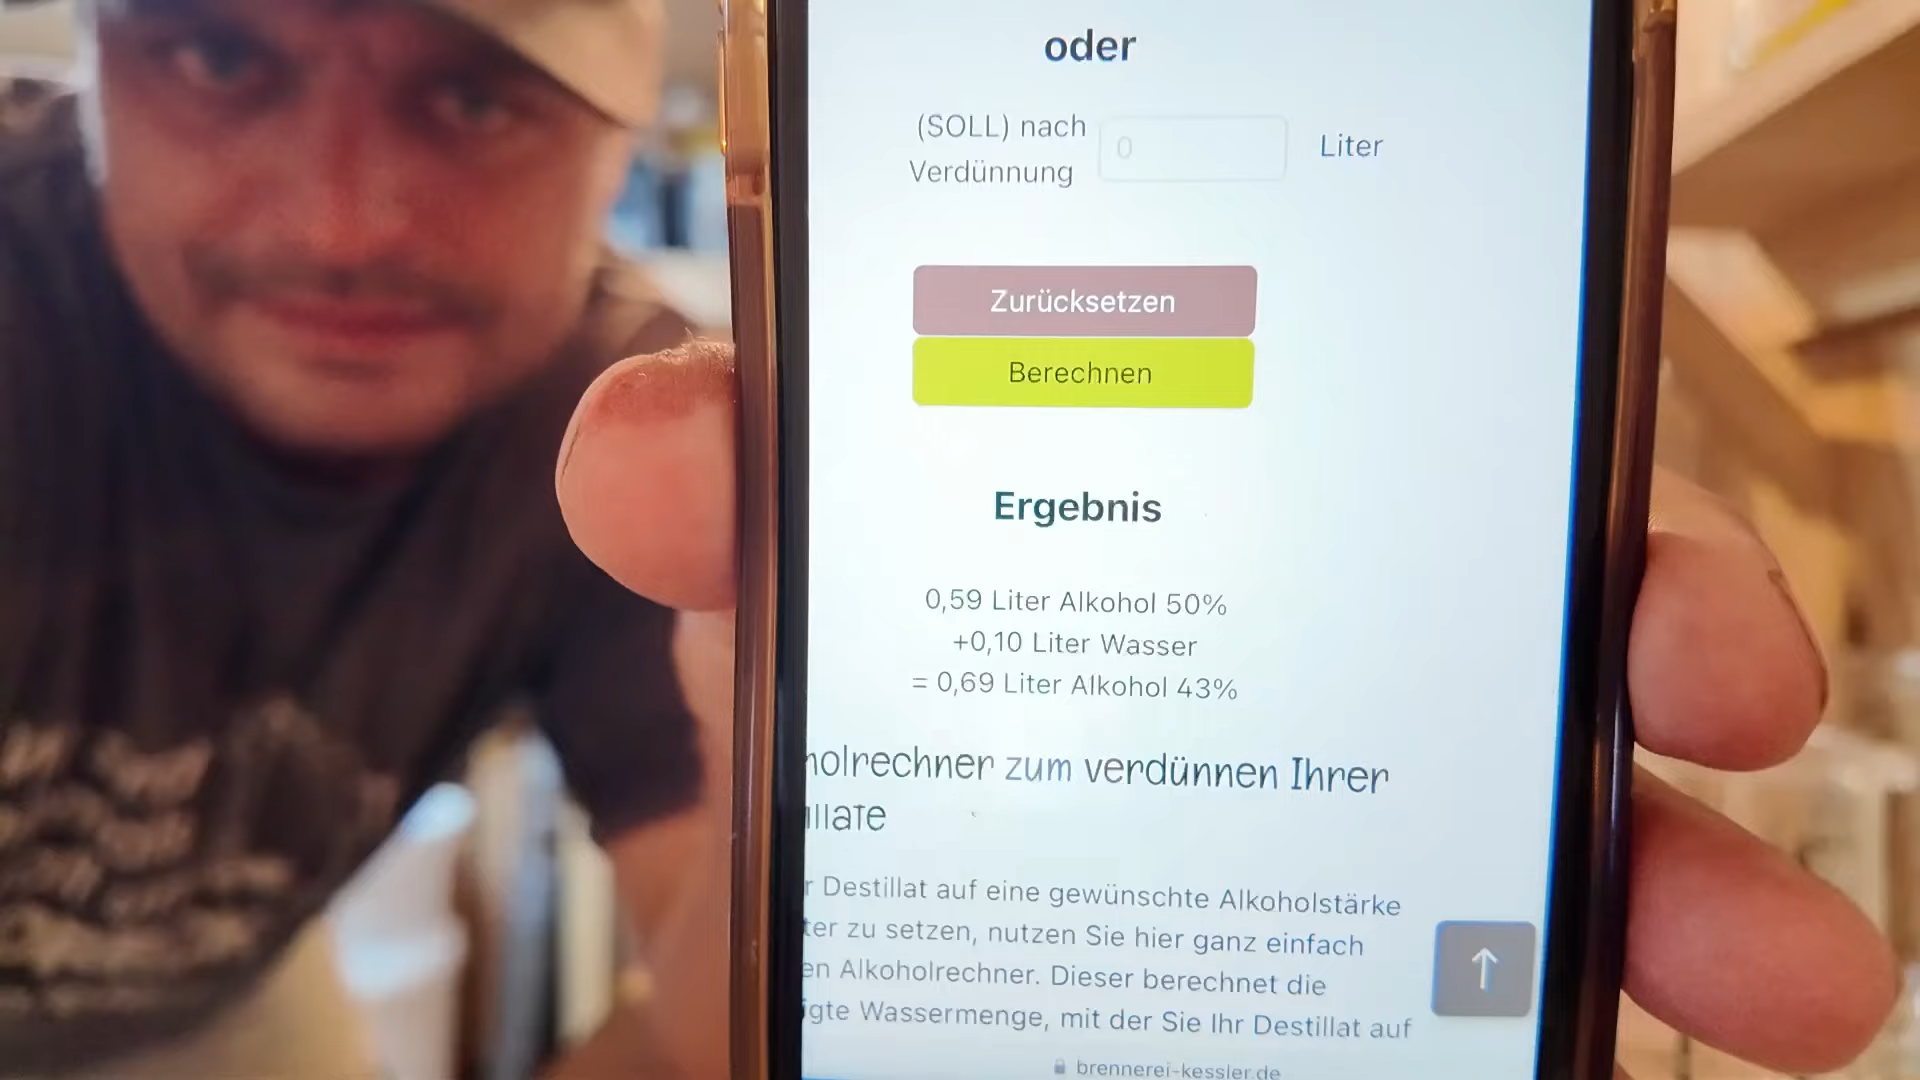 oder
(SOLL) nach
Verdünnung
0
Liter
Zurücksetzen
Berechnen
Ergebnis
0,59 Liter Alkohol 50%
+0,10 Liter Wasser
= 0,69 Liter Alkohol 43%
holrechner zum verdünnen Ihrer
illate
r Destillat auf eine gewünschte Alkoholstärke
ter zu setzen, nutzen Sie hier ganz einfach
en Alkoholrechner. Dieser berechnet die
igte Wassermenge, mit der Sie Ihr Destillat auf
brennerei-kessler.de